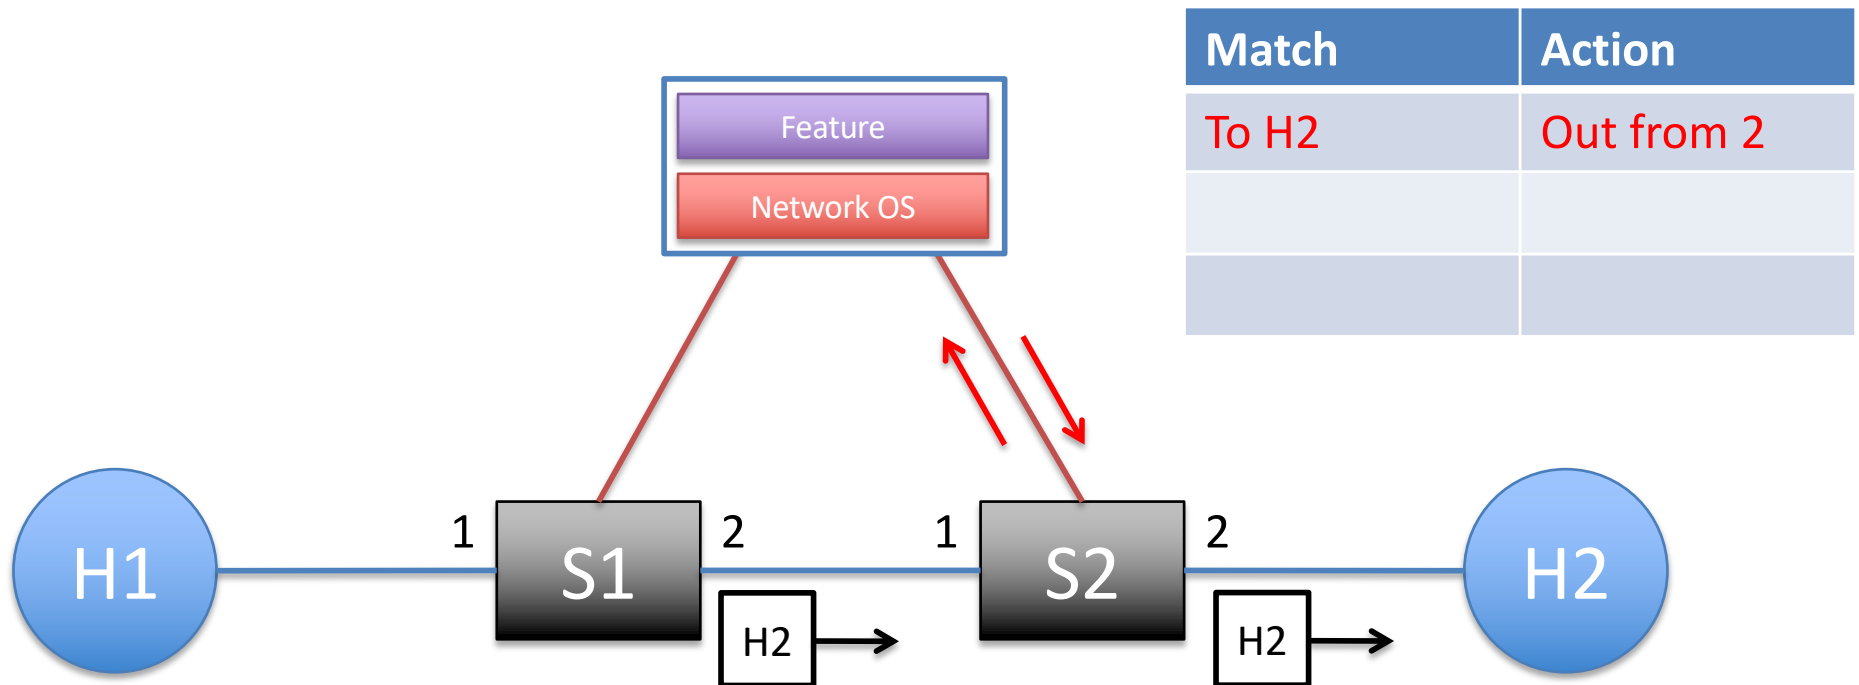 Match Action
To H2 Out from 2
Feature
Network OS
1 2 1 2
H1 S1 S2 H2
H2 H2